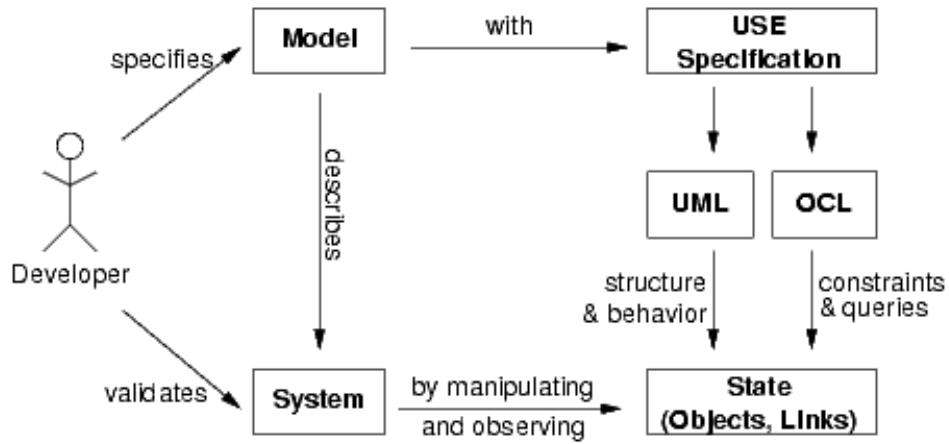 Model
with
USE
Specification
specifies
describes
UML
OCL
Developer
structure
& behavior
constraints
& queries
validates
System
by manipulating
and observing
State
(Objects, Links)